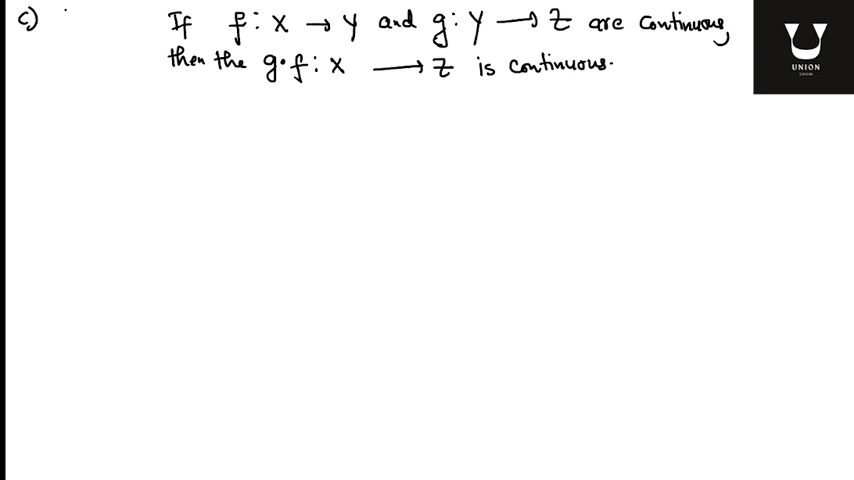 c) If f : X → Y and g : Y → Z are continuous
then the g • f : X → Z is continuous.
UNION